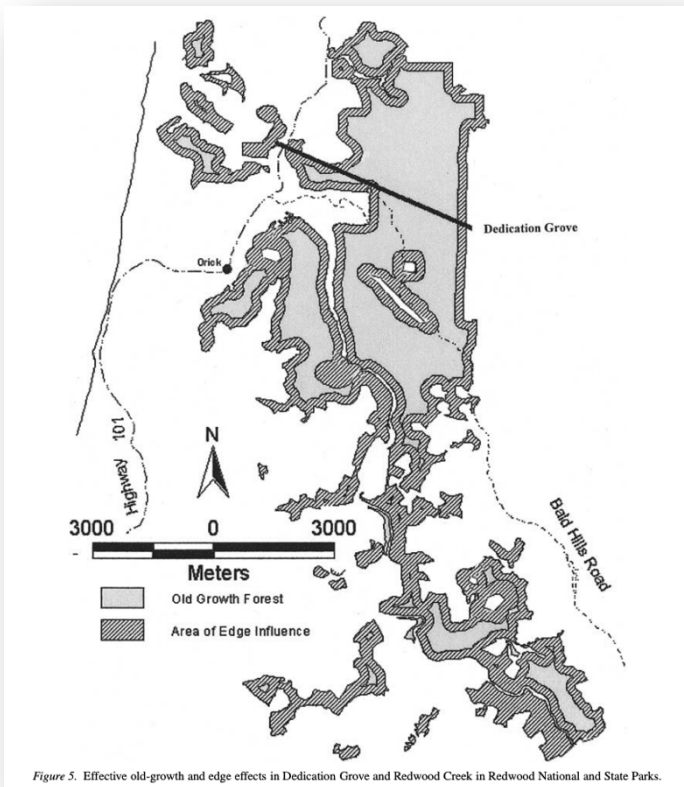 Dedication Grove
Orick
Highway 101
N
3000 0 3000
Meters
Bald Hills Road
Old Growth Forest
Area of Edge Influence
Figure 5. Effective old-growth and edge effects in Dedication Grove and Redwood Creek in Redwood National and State Parks.